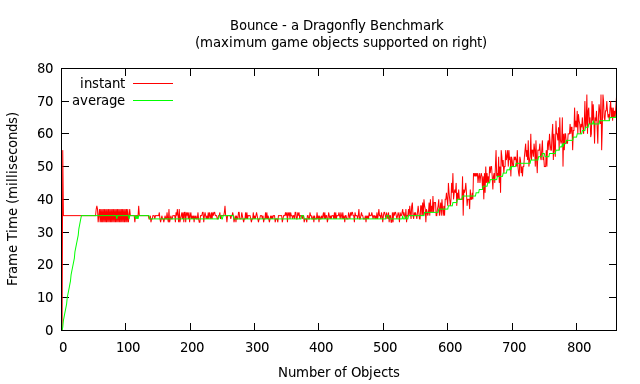 Bounce - a Dragonfly Benchmark
(maximum game objects supported on right)
80
70
60
50
40
30
20
10
0
instant
average
Frame Time (milliseconds)
0 100 200 300 400 500 600 700 800
Number of Objects